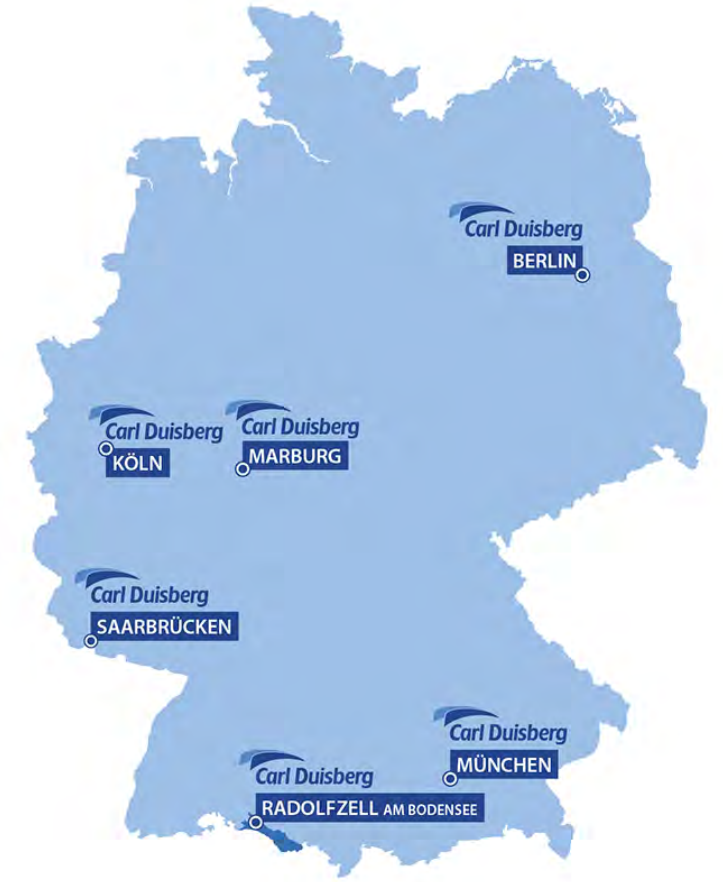 Carl Duisberg
BERLIN
Carl Duisberg
KÖLN
Carl Duisberg
MARBURG
Carl Duisberg
SAARBRÜCKEN
Carl Duisberg
MÜNCHEN
Carl Duisberg
RADOLFZELL AM BODENSEE